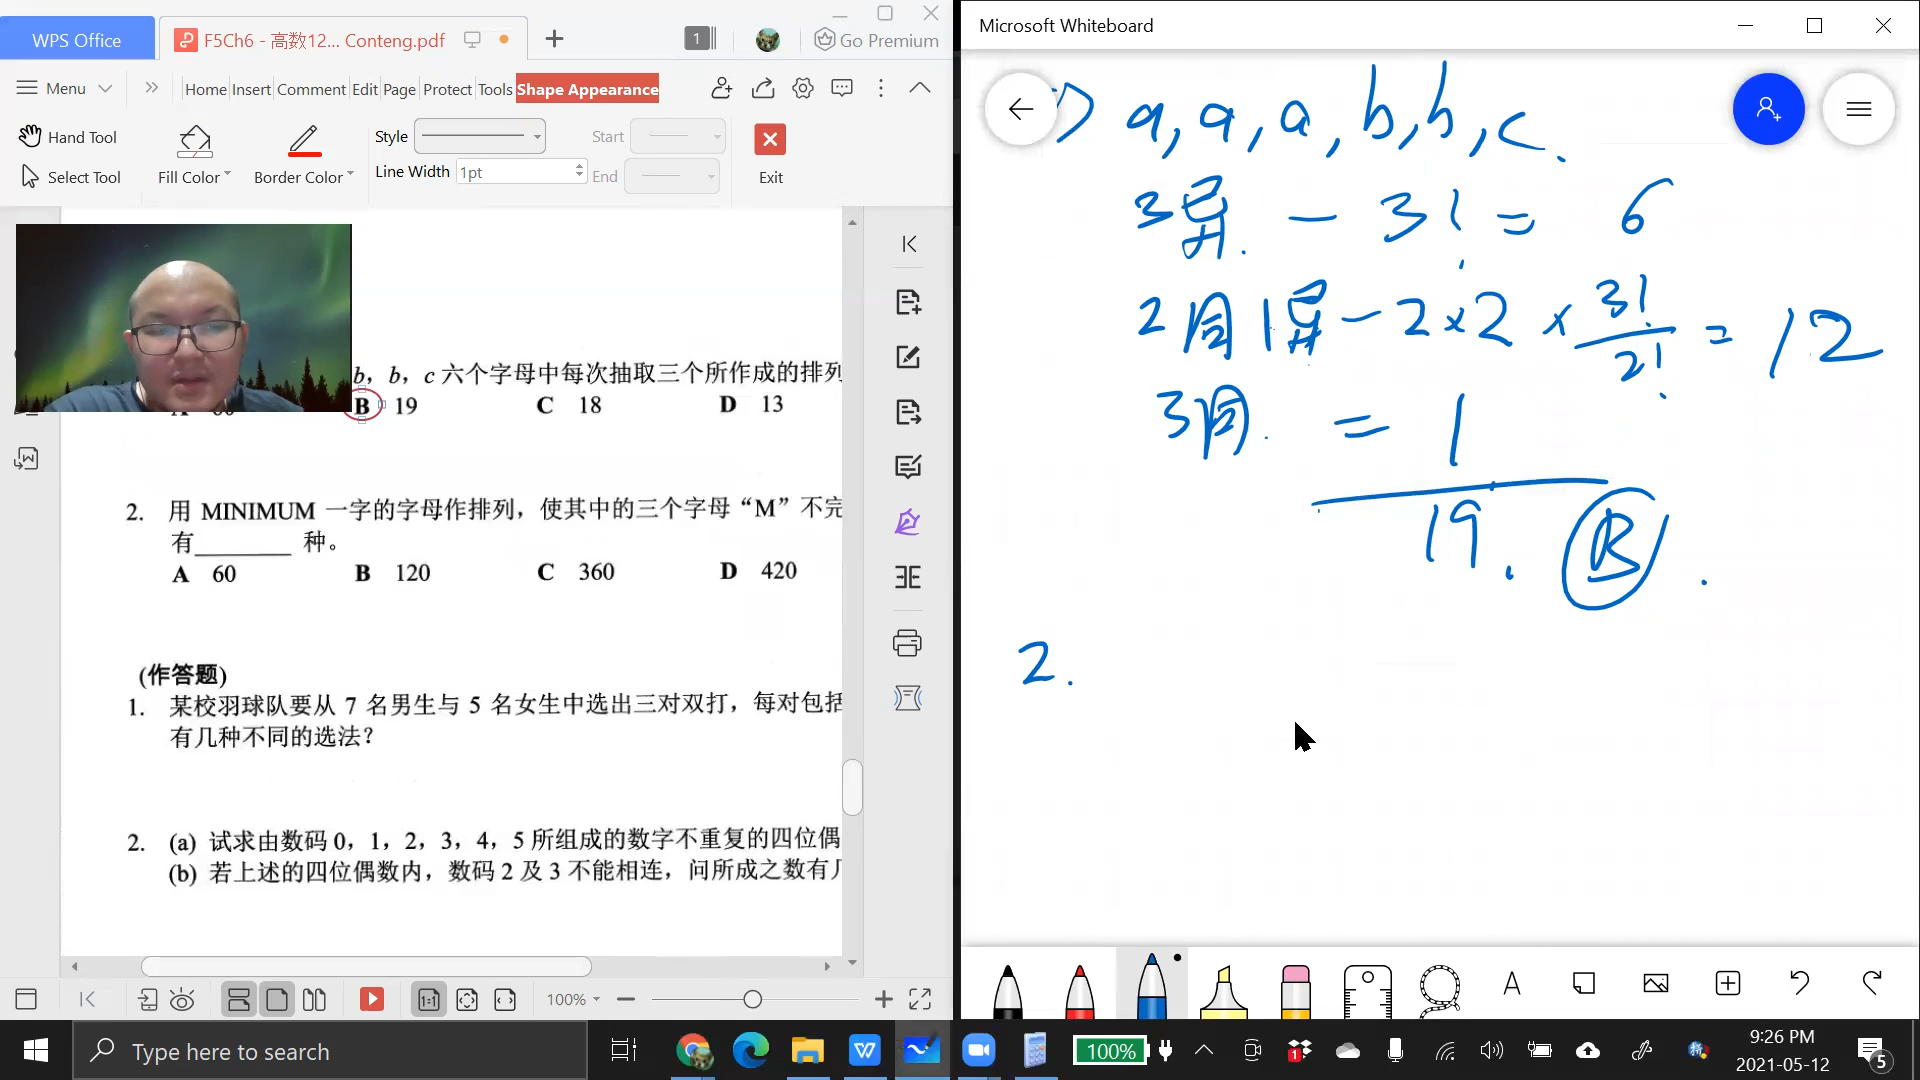 WPS Office
F5Ch6 - 高数12... Conteng.pdf
1
Go Premium
Menu
Home Insert Comment Edit Page Protect Tools Shape Appearance
Hand Tool
Select Tool
Fill Color
Border Color
Style
Line Width 1pt
Start
End
Exit
b，b，c 六个字母中每次抽取三个所作成的排列
B 19 C 18 D 13
2. 用 MINIMUM 一字的字母作排列，使其中的三个字母“M”不完
有________ 种。
A 60 B 120 C 360 D 420
(作答题)
1. 某校羽球队要从 7 名男生与 5 名女生中选出三对双打，每对包括
有几种不同的选法？
2. (a) 试求由数码 0，1，2，3，4，5 所组成的数字不重复的四位偶
(b) 若上述的四位偶数内，数码 2 及 3 不能相连，问所成之数有
100%
Microsoft Whiteboard
) a, a, a, b, b, c.
3异. - 3! = 6
2同1异 - 2 × 2 × 3!/2! = 12
3同. = 1
19. B.
2.
Type here to search
100%
1
9:26 PM
2021-05-12
5